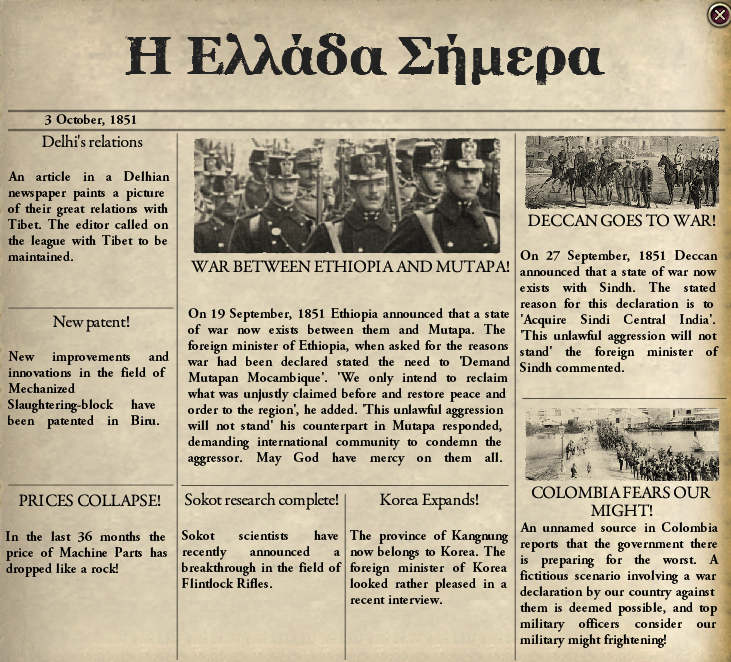 Η Ελλάδα Σήμερα
3 October, 1851
Delhi's relations
An article in a Delhian
newspaper paints a picture
of their great relations with
Tibet. The editor called on
the league with Tibet to be
maintained.
New patent!
New improvements and
innovations in the field of
Mechanized
Slaughtering-block have
been patented in Biru.
PRICES COLLAPSE!
In the last 36 months the
price of Machine Parts has
dropped like a rock!
WAR BETWEEN ETHIOPIA AND MUTAPA!
On 19 September, 1851 Ethiopia announced that a state
of war now exists between them and Mutapa. The
foreign minister of Ethiopia, when asked for the reasons
war had been declared stated the need to 'Demand
Mutapan Mocambique'. 'We only intend to reclaim
what was unjustly claimed before and restore peace and
order to the region', he added. 'This unlawful aggression
will not stand' his counterpart in Mutapa responded,
demanding international community to condemn the
aggressor. May God have mercy on them all.
Sokot research complete!
Sokot scientists have
recently announced a
breakthrough in the field of
Flintlock Rifles.
Korea Expands!
The province of Kangnung
now belongs to Korea. The
foreign minister of Korea
looked rather pleased in a
recent interview.
DECCAN GOES TO WAR!
On 27 September, 1851 Deccan
announced that a state of war now
exists with Sindh. The stated
reason for this declaration is to
'Acquire Sindi Central India'.
'This unlawful aggression will not
stand' the foreign minister of
Sindh commented.
COLOMBIA FEARS OUR
MIGHT!
An unnamed source in Colombia
reports that the government there
is preparing for the worst. A
fictitious scenario involving a war
declaration by our country against
them is deemed possible, and top
military officers consider our
military might frightening!